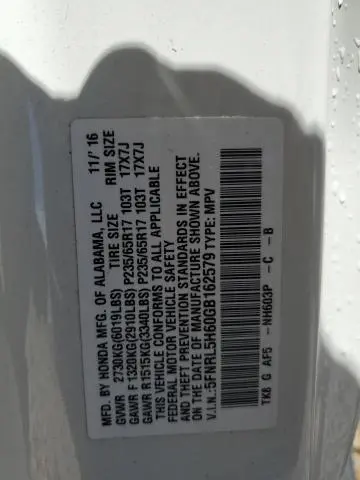 MFD. BY HONDA MFG. OF ALABAMA, LLC 11/'16
GVWR 2730KG(6019LBS) TIRE SIZE RIM SIZE
GAWR F 1320KG(2910LBS) P235/65R17 103T 17X7J
GAWR R 1515KG(3340LBS) P235/65R17 103T 17X7J
THIS VEHICLE CONFORMS TO ALL APPLICABLE
FEDERAL MOTOR VEHICLE SAFETY
AND THEFT PREVENTION STANDARDS IN EFFECT
ON THE DATE OF MANUFACTURE SHOWN ABOVE.
V.I.N.:5FNRL5H60GB162579 TYPE: MPV
TK8 G AF5 -NH603P -C -B